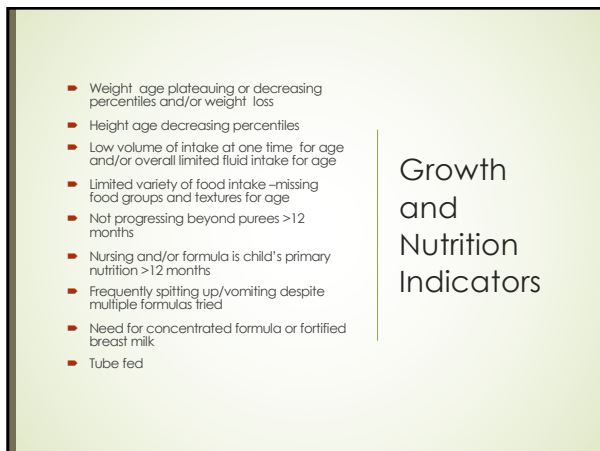 Weight age plateauing or decreasing
percentiles and/or weight loss
Height age decreasing percentiles
Low volume of intake at one time for age
and/or overall limited fluid intake for age
Limited variety of food intake –missing
food groups and textures for age
Not progressing beyond purees >12
months
Nursing and/or formula is child's primary
nutrition >12 months
Frequently spitting up/vomiting despite
multiple formulas tried
Need for concentrated formula or fortified
breast milk
Tube fed
Growth
and
Nutrition
Indicators